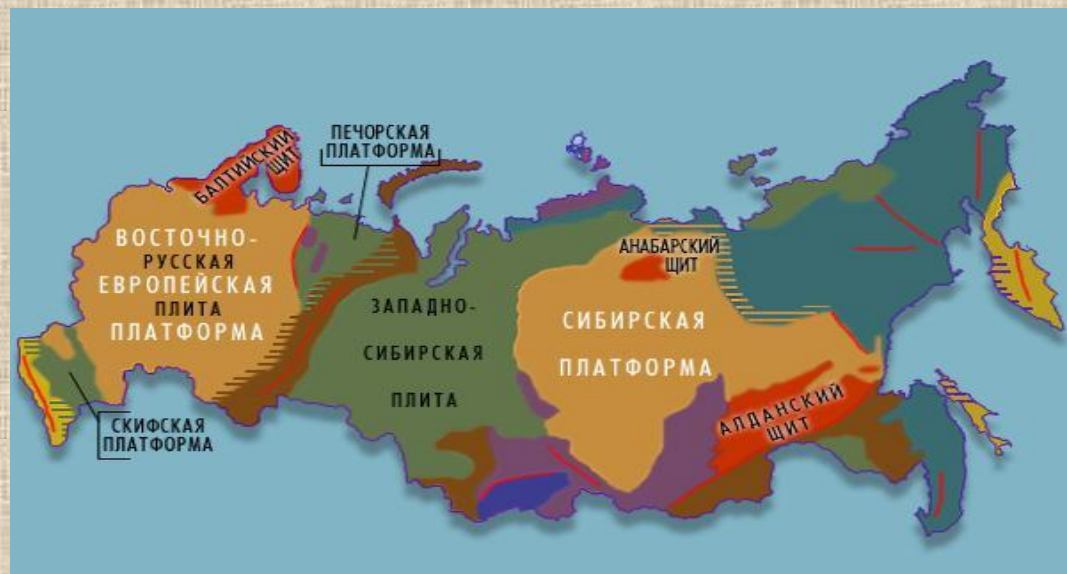 ПЕЧОРСКАЯ
ПЛАТФОРМА
БАЛТИЙСКИЙ
ЩИТ
ВОСТОЧНО-
РУССКАЯ
ЕВРОПЕЙСКАЯ
ПЛИТА
ПЛАТФОРМА
ЗАПАДНО-
СИБИРСКАЯ
ПЛИТА
АНАБАРСКИЙ
ЩИТ
СИБИРСКАЯ
ПЛАТФОРМА
АЛДАНСКИЙ
ЩИТ
СКИФСКАЯ
ПЛАТФОРМА